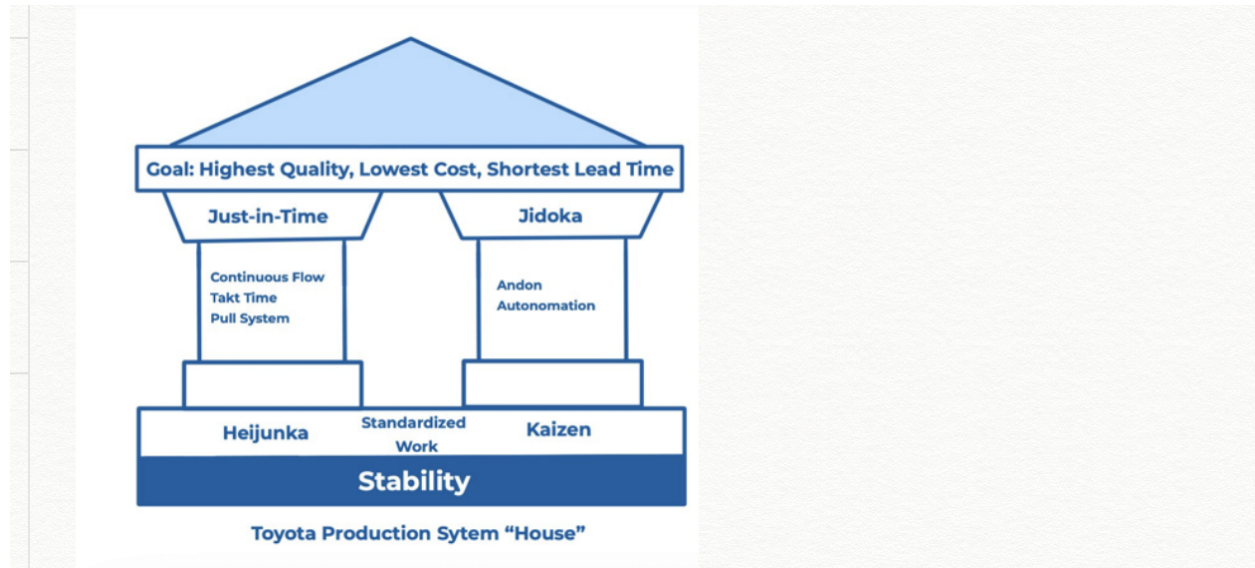 Goal: Highest Quality, Lowest Cost, Shortest Lead Time
Just-in-Time
Jidoka
Continuous Flow
Takt Time
Pull System
Andon
Autonomation
Heijunka
Standardized
Work
Kaizen
Stability
Toyota Production Sytem “House”